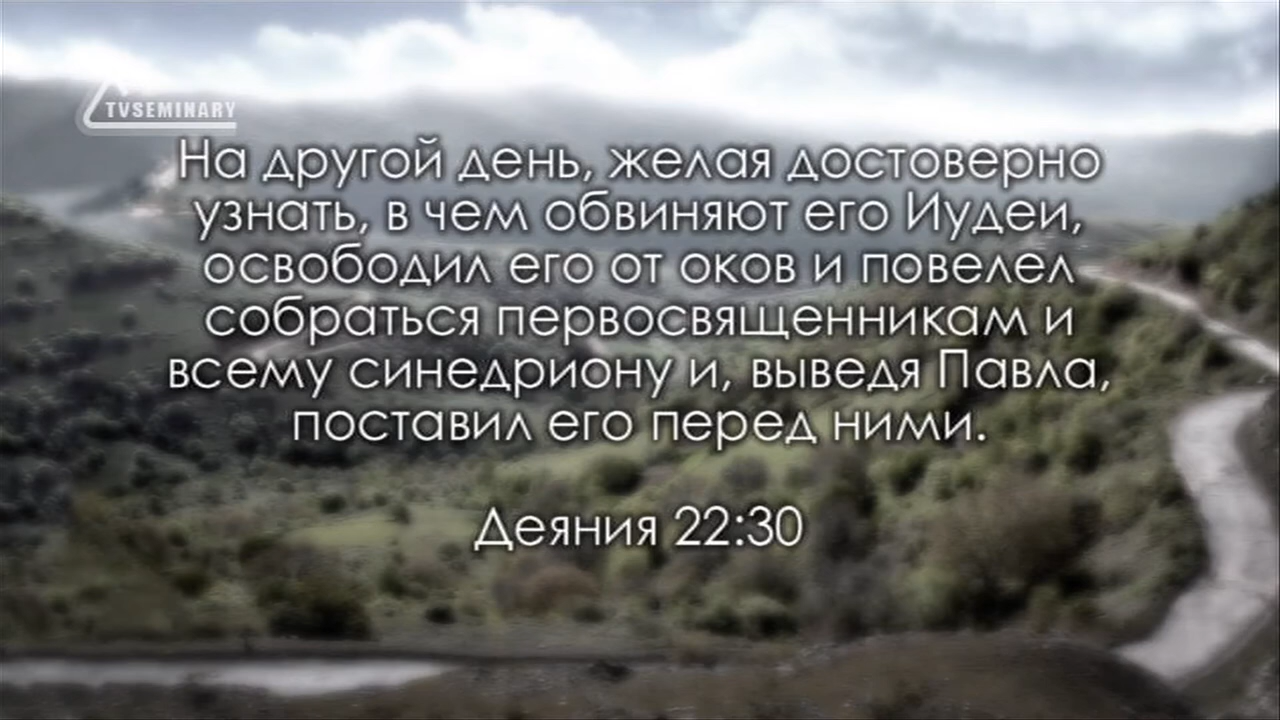 TVSEMINARY
На другой день, желая достоверно
узнать, в чем обвиняют его Иудеи,
освободил его от оков и повелел
собраться первосвященникам и
всему синедриону и, выведя Павла,
поставил его перед ними.
Деяния 22:30